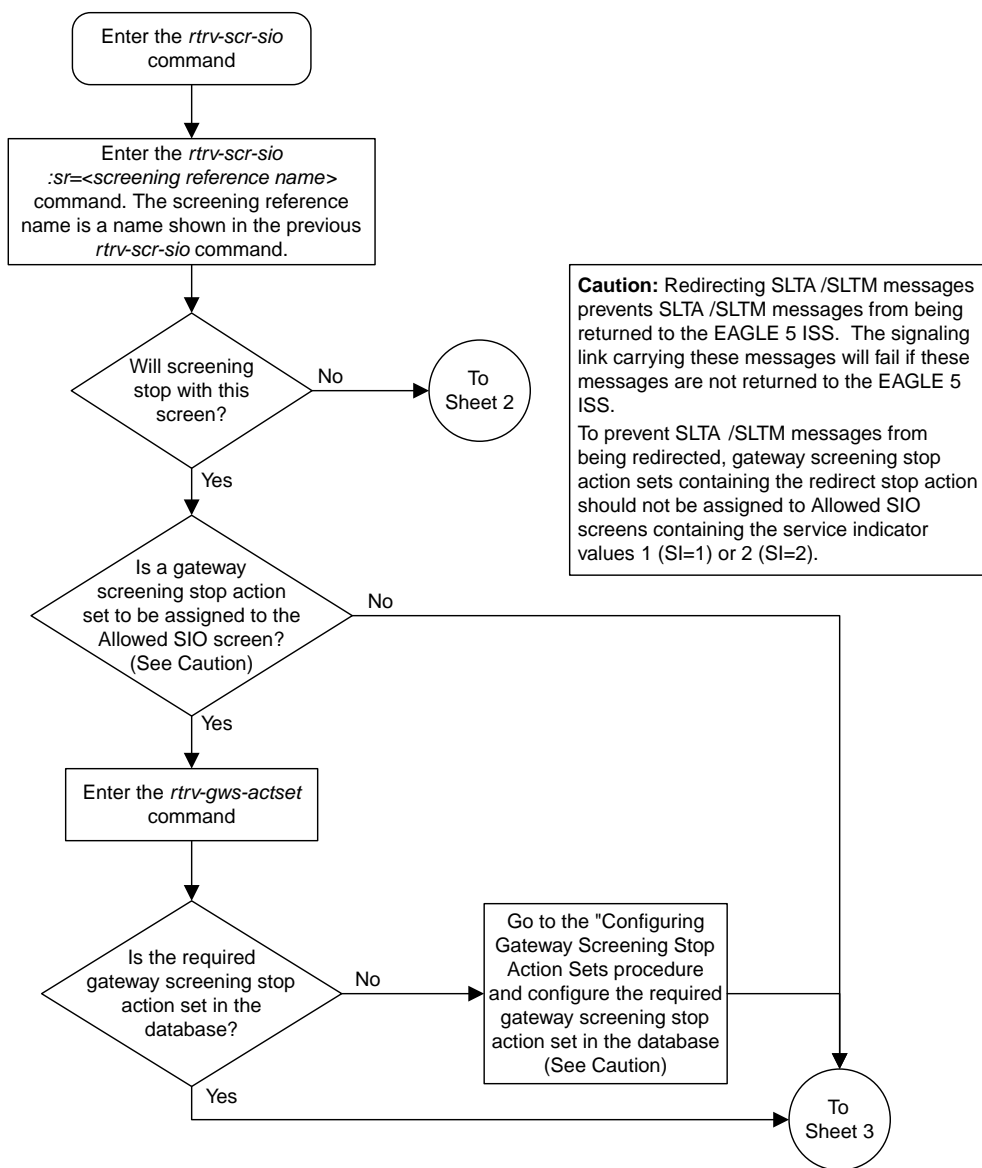 Enter the rtrv-scr-sio
command
Enter the rtrv-scr-sio
:sr=<screening reference name>
command. The screening reference
name is a name shown in the previous
rtrv-scr-sio command.
Caution: Redirecting SLTA /SLTM messages
prevents SLTA /SLTM messages from being
returned to the EAGLE 5 ISS. The signaling
link carrying these messages will fail if these
messages are not returned to the EAGLE 5
ISS.
To prevent SLTA /SLTM messages from
being redirected, gateway screening stop
action sets containing the redirect stop action
should not be assigned to Allowed SIO
screens containing the service indicator
values 1 (SI=1) or 2 (SI=2).
Will screening
stop with this
screen?
No
To
Sheet 2
Yes
Is a gateway
screening stop action
set to be assigned to the
Allowed SIO screen?
(See Caution)
No
Yes
Enter the rtrv-gws-actset
command
Is the required
gateway screening stop
action set in the
database?
No
Go to the "Configuring
Gateway Screening Stop
Action Sets procedure
and configure the required
gateway screening stop
action set in the database
(See Caution)
Yes
To
Sheet 3